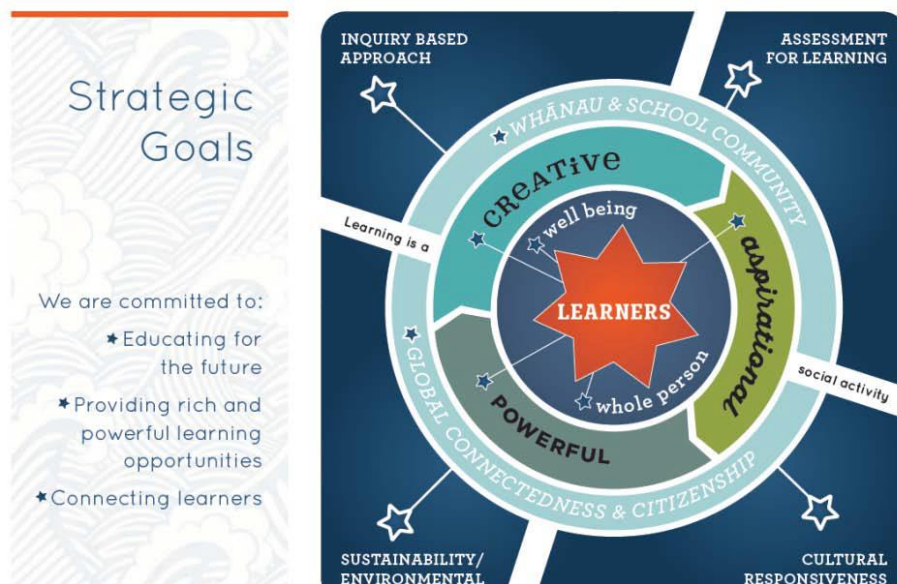 Strategic
Goals
We are committed to:
Educating for
the future
Providing rich and
powerful learning
opportunities
Connecting learners
INQUIRY BASED
APPROACH
ASSESSMENT
FOR LEARNING
WHĀNAU & SCHOOL COMMUNITY
CREATiVe
aspirational
well being
LEARNERS
whole person
POWERFUL
Learning is a
social activity
GLOBAL CONNECTEDNESS & CITIZENSHIP
SUSTAINABILITY/
ENVIRONMENTAL
CULTURAL
RESPONSIVENESS